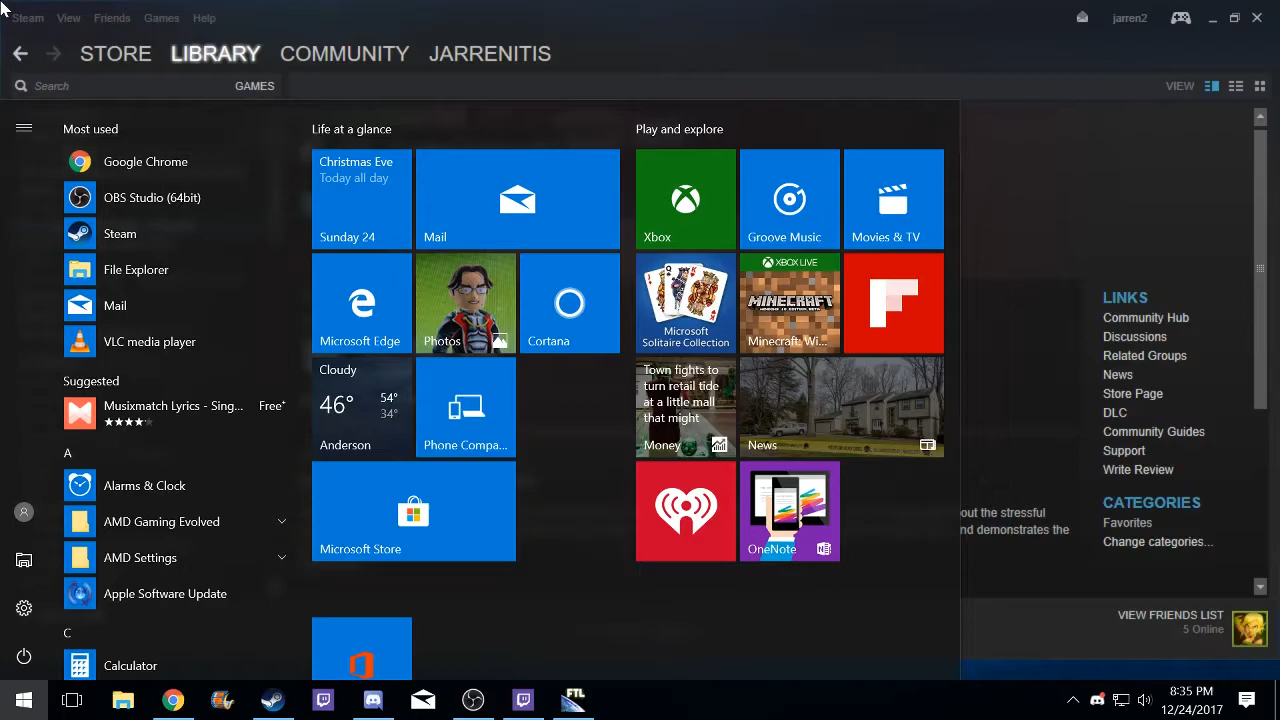 Steam View Friends Games Help
jarren2
STORE LIBRARY COMMUNITY JARRENITIS
Search
GAMES
VIEW
Most used
Google Chrome
OBS Studio (64bit)
Steam
File Explorer
Mail
VLC media player
Suggested
Musixmatch Lyrics - Sing... Free*
A
Alarms & Clock
AMD Gaming Evolved
AMD Settings
Apple Software Update
C
Calculator
Life at a glance
Christmas Eve
Today all day
Sunday 24
Mail
Microsoft Edge
Photos
Cortana
Cloudy
46°
54°
34°
Anderson
Phone Compa...
Microsoft Store
Play and explore
Xbox
Groove Music
Movies & TV
Microsoft
Solitaire Collection
XBOX LIVE
MINECRAFT
WINDOWS 10 EDITION BETA
Minecraft: Wi...
Town fights to
turn retail tide
at a little mall
that might
Money
News
OneNote
LINKS
Community Hub
Discussions
Related Groups
News
Store Page
DLC
Community Guides
Support
Write Review
CATEGORIES
Favorites
Change categories...
out the stressful
nd demonstrates the
VIEW FRIENDS LIST
5 Online
FTL
8:35 PM
12/24/2017